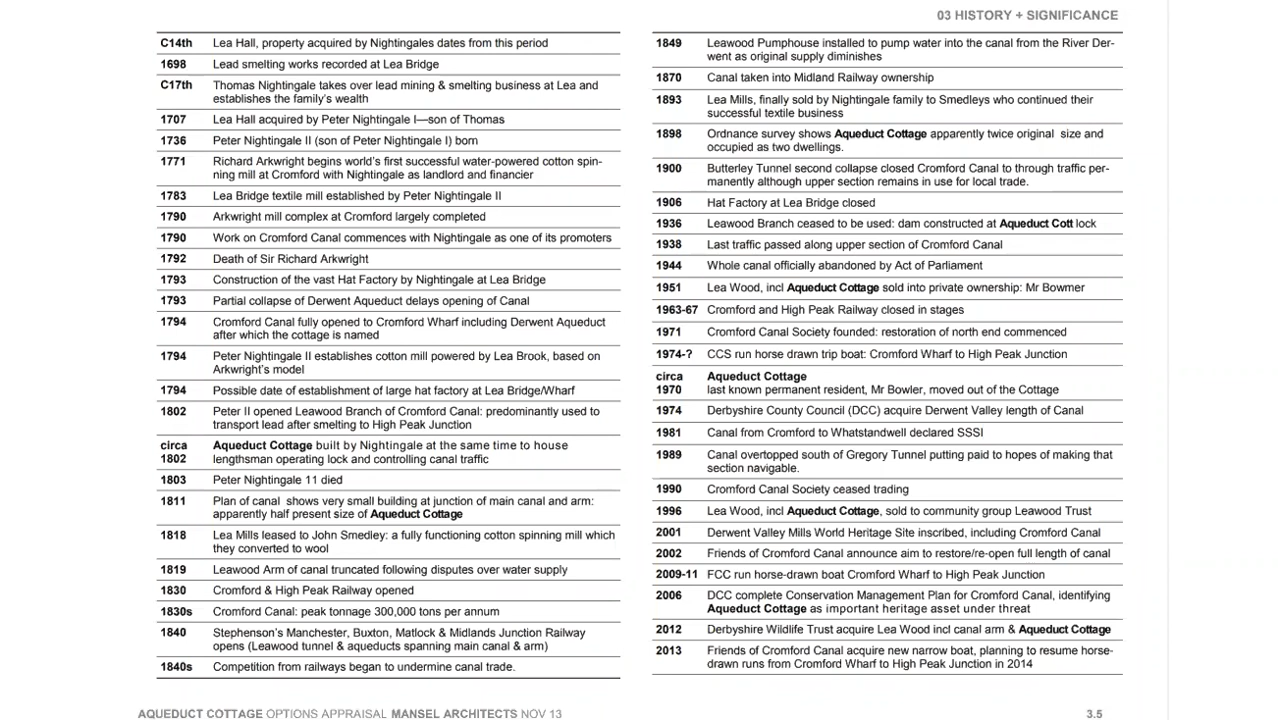 03 HISTORY + SIGNIFICANCE
C14th Lea Hall, property acquired by Nightingales dates from this period
1698 Lead smelting works recorded at Lea Bridge
C17th Thomas Nightingale takes over lead mining & smelting business at Lea and
establishes the family's wealth
1707 Lea Hall acquired by Peter Nightingale I—son of Thomas
1736 Peter Nightingale II (son of Peter Nightingale I) born
1771 Richard Arkwright begins world's first successful water-powered cotton spin-
ning mill at Cromford with Nightingale as landlord and financier
1783 Lea Bridge textile mill established by Peter Nightingale II
1790 Arkwright mill complex at Cromford largely completed
1790 Work on Cromford Canal commences with Nightingale as one of its promoters
1792 Death of Sir Richard Arkwright
1793 Construction of the vast Hat Factory by Nightingale at Lea Bridge
1793 Partial collapse of Derwent Aqueduct delays opening of Canal
1794 Cromford Canal fully opened to Cromford Wharf including Derwent Aqueduct
after which the cottage is named
1794 Peter Nightingale II establishes cotton mill powered by Lea Brook, based on
Arkwright's model
1794 Possible date of establishment of large hat factory at Lea Bridge/Wharf
1802 Peter II opened Leawood Branch of Cromford Canal: predominantly used to
transport lead after smelting to High Peak Junction
circa Aqueduct Cottage built by Nightingale at the same time to house
1802 lengthsman operating lock and controlling canal traffic
1803 Peter Nightingale 11 died
1811 Plan of canal shows very small building at junction of main canal and arm:
apparently half present size of Aqueduct Cottage
1818 Lea Mills leased to John Smedley: a fully functioning cotton spinning mill which
they converted to wool
1819 Leawood Arm of canal truncated following disputes over water supply
1830 Cromford & High Peak Railway opened
1830s Cromford Canal: peak tonnage 300,000 tons per annum
1840 Stephenson's Manchester, Buxton, Matlock & Midlands Junction Railway
opens (Leawood tunnel & aqueducts spanning main canal & arm)
1840s Competition from railways began to undermine canal trade.
1849 Leawood Pumphouse installed to pump water into the canal from the River Der-
went as original supply diminishes
1870 Canal taken into Midland Railway ownership
1893 Lea Mills, finally sold by Nightingale family to Smedleys who continued their
successful textile business
1898 Ordnance survey shows Aqueduct Cottage apparently twice original size and
occupied as two dwellings.
1900 Butterley Tunnel second collapse closed Cromford Canal to through traffic per-
manently although upper section remains in use for local trade.
1906 Hat Factory at Lea Bridge closed
1936 Leawood Branch ceased to be used: dam constructed at Aqueduct Cott lock
1938 Last traffic passed along upper section of Cromford Canal
1944 Whole canal officially abandoned by Act of Parliament
1951 Lea Wood, incl Aqueduct Cottage sold into private ownership: Mr Bowmer
1963-67 Cromford and High Peak Railway closed in stages
1971 Cromford Canal Society founded: restoration of north end commenced
1974-? CCS run horse drawn trip boat: Cromford Wharf to High Peak Junction
circa Aqueduct Cottage
1970 last known permanent resident, Mr Bowler, moved out of the Cottage
1974 Derbyshire County Council (DCC) acquire Derwent Valley length of Canal
1981 Canal from Cromford to Whatstandwell declared SSSI
1989 Canal overtopped south of Gregory Tunnel putting paid to hopes of making that
section navigable.
1990 Cromford Canal Society ceased trading
1996 Lea Wood, incl Aqueduct Cottage, sold to community group Leawood Trust
2001 Derwent Valley Mills World Heritage Site inscribed, including Cromford Canal
2002 Friends of Cromford Canal announce aim to restore/re-open full length of canal
2009-11 FCC run horse-drawn boat Cromford Wharf to High Peak Junction
2006 DCC complete Conservation Management Plan for Cromford Canal, identifying
Aqueduct Cottage as important heritage asset under threat
2012 Derbyshire Wildlife Trust acquire Lea Wood incl canal arm & Aqueduct Cottage
2013 Friends of Cromford Canal acquire new narrow boat, planning to resume horse-
drawn runs from Cromford Wharf to High Peak Junction in 2014
AQUEDUCT COTTAGE OPTIONS APPRAISAL MANSEL ARCHITECTS NOV 13
3.5